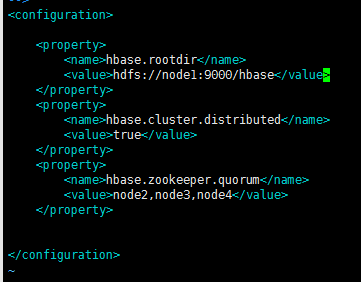 -->
<configuration>
    <property>
        <name>hbase.rootdir</name>
        <value>hdfs://node1:9000/hbase</value>
    </property>
    <property>
        <name>hbase.cluster.distributed</name>
        <value>true</value>
    </property>
    <property>
        <name>hbase.zookeeper.quorum</name>
        <value>node2,node3,node4</value>
    </property>
</configuration>
~